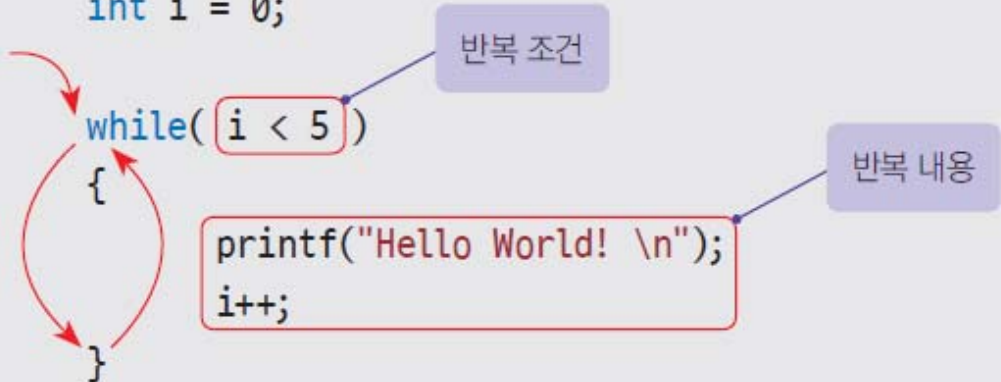 int i = 0;
반복 조건
while( i < 5 )
{
반복 내용
printf("Hello World! \n");
i++;
}